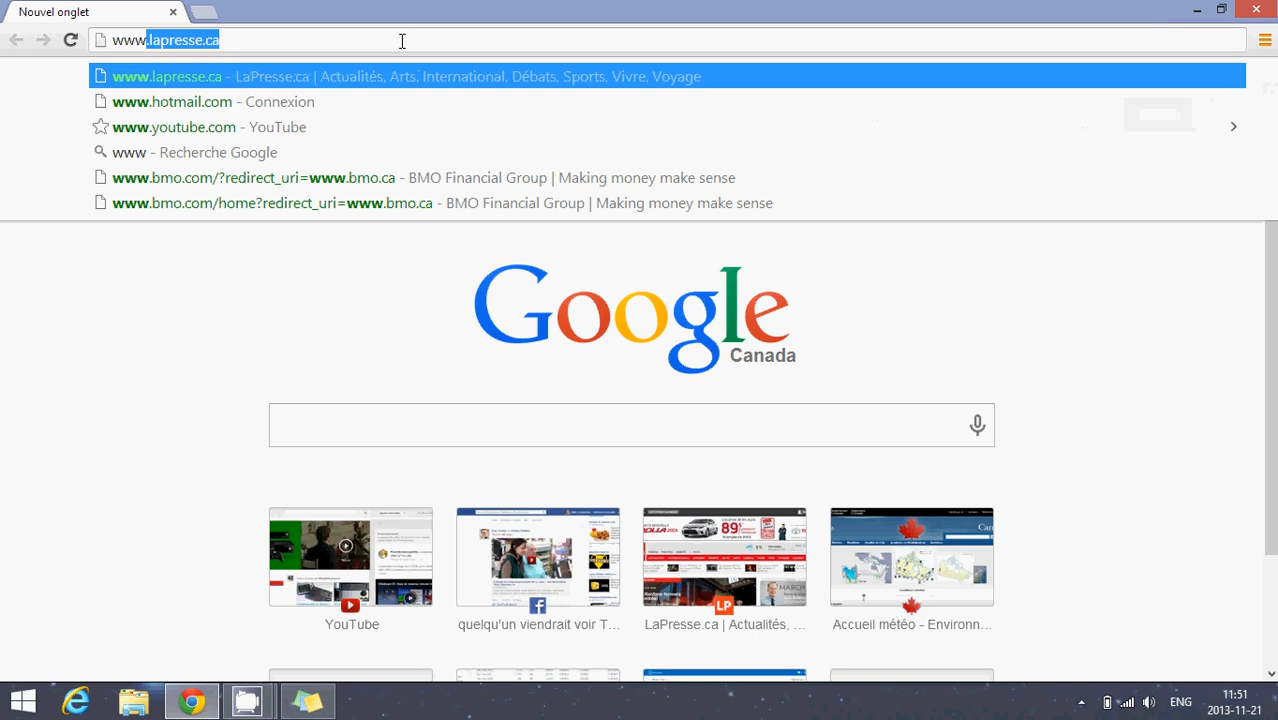 Nouvel onglet
www.lapresse.ca
www.lapresse.ca - LaPresse.ca | Actualités, Arts, International, Débats, Sports, Vivre, Voyage
www.hotmail.com - Connexion
www.youtube.com - YouTube
www - Recherche Google
www.bmo.com/?redirect_uri=www.bmo.ca - BMO Financial Group | Making money make sense
www.bmo.com/home?redirect_uri=www.bmo.ca - BMO Financial Group | Making money make sense
Google
Canada
89
LP
YouTube
quelqu'un viendrait voir T...
LaPresse.ca | Actualités, ...
Accueil météo - Environn...
ENG
11:51
2013-11-21